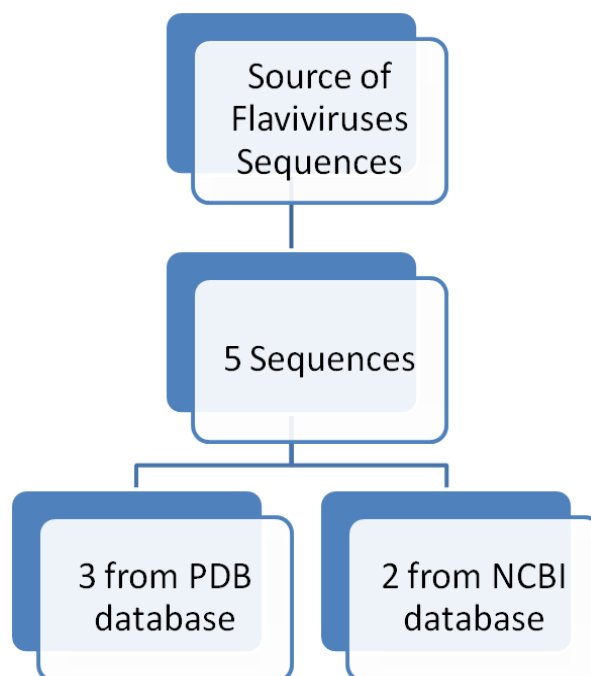 Source of
Flaviviruses
Sequences
5 Sequences
3 from PDB
database
2 from NCBI
database